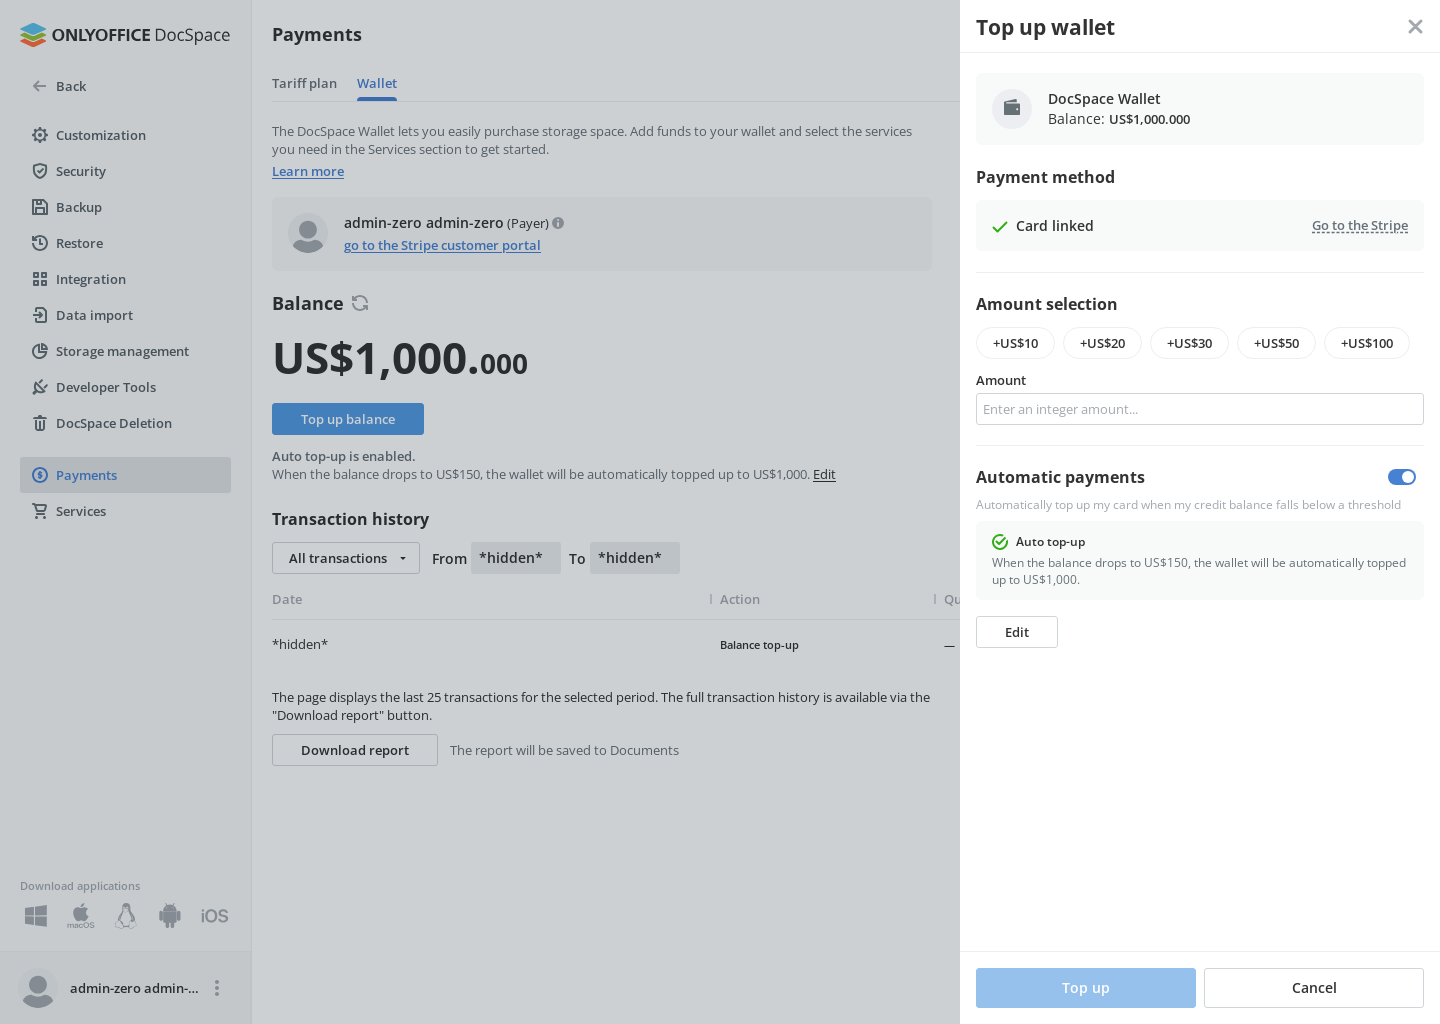 ONLYOFFICE DocSpace
Back
Customization
Security
Backup
Restore
Integration
Data import
Storage management
Developer Tools
DocSpace Deletion
Payments
Services
Download applications
macOS
iOS
admin-zero admin-...
Payments
Tariff plan
Wallet
The DocSpace Wallet lets you easily purchase storage space. Add funds to your wallet and select the services
you need in the Services section to get started.
Learn more
admin-zero admin-zero (Payer)
go to the Stripe customer portal
Balance
US$1,000.000
Top up balance
Auto top-up is enabled.
When the balance drops to US$150, the wallet will be automatically topped up to US$1,000. Edit
Transaction history
All transactions From *hidden* To *hidden*
Date Action Qu
*hidden* Balance top-up —
The page displays the last 25 transactions for the selected period. The full transaction history is available via the
"Download report" button.
Download report The report will be saved to Documents
Top up wallet
DocSpace Wallet
Balance: US$1,000.000
Payment method
Card linked Go to the Stripe
Amount selection
+US$10 +US$20 +US$30 +US$50 +US$100
Amount
Enter an integer amount...
Automatic payments
Automatically top up my card when my credit balance falls below a threshold
Auto top-up
When the balance drops to US$150, the wallet will be automatically topped
up to US$1,000.
Edit
Top up Cancel